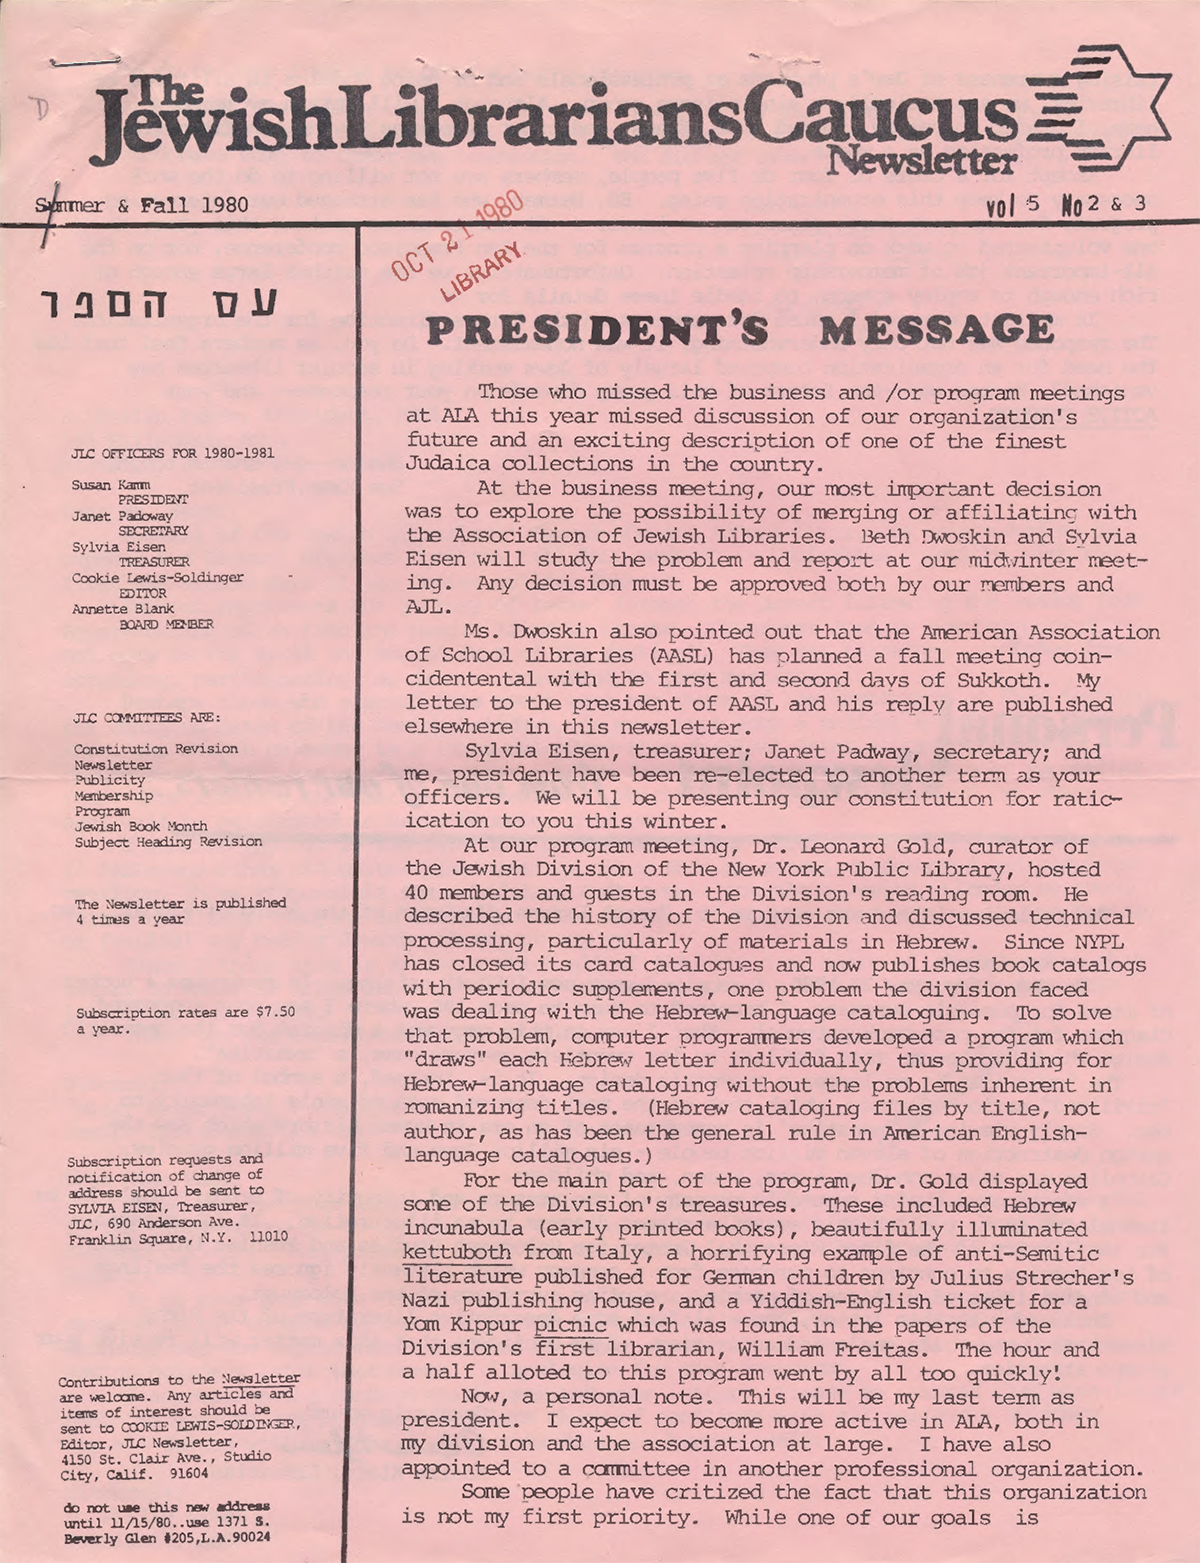 D
The
Jewish Librarians Caucus
Newsletter
Summer & Fall 1980
vol 5 No 2 & 3
OCT 21 1980
LIBRARY
עם הספר
JLC OFFICERS FOR 1980-1981
Susan Kamm
PRESIDENT
Janet Padoway
SECRETARY
Sylvia Eisen
TREASURER
Cookie Lewis-Soldinger
EDITOR
Annette Blank
BOARD MEMBER
JLC COMMITTEES ARE:
Constitution Revision
Newsletter
Publicity
Membership
Program
Jewish Book Month
Subject Heading Revision
The Newsletter is published
4 times a year
Subscription rates are $7.50
a year.
Subscription requests and
notification of change of
address should be sent to
SYLVIA EISEN, Treasurer,
JLC, 690 Anderson Ave.
Franklin Square, N.Y. 11010
Contributions to the Newsletter
are welcome. Any articles and
items of interest should be
sent to COOKIE LEWIS-SOLDINGER,
Editor, JLC Newsletter,
4150 St. Clair Ave., Studio
City, Calif. 91604
do not use this new address
until 11/15/80..use 1371 S.
Beverly Glen #205,L.A.90024
PRESIDENT'S MESSAGE
Those who missed the business and /or program meetings
at ALA this year missed discussion of our organization's
future and an exciting description of one of the finest
Judaica collections in the country.
At the business meeting, our most important decision
was to explore the possibility of merging or affiliating with
the Association of Jewish Libraries. Beth Dwoskin and Sylvia
Eisen will study the problem and report at our midwinter meet-
ing. Any decision must be approved both by our members and
AJL.
Ms. Dwoskin also pointed out that the American Association
of School Libraries (AASL) has planned a fall meeting coin-
cidentental with the first and second days of Sukkoth. My
letter to the president of AASL and his reply are published
elsewhere in this newsletter.
Sylvia Eisen, treasurer; Janet Padway, secretary; and
me, president have been re-elected to another term as your
officers. We will be presenting our constitution for ratic-
ication to you this winter.
At our program meeting, Dr. Leonard Gold, curator of
the Jewish Division of the New York Public Library, hosted
40 members and guests in the Division's reading room. He
described the history of the Division and discussed technical
processing, particularly of materials in Hebrew. Since NYPL
has closed its card catalogues and now publishes book catalogs
with periodic supplements, one problem the division faced
was dealing with the Hebrew-language cataloguing. To solve
that problem, computer programmers developed a program which
"draws" each Hebrew letter individually, thus providing for
Hebrew-language cataloging without the problems inherent in
romanizing titles. (Hebrew cataloging files by title, not
author, as has been the general rule in American English-
language catalogues.)
For the main part of the program, Dr. Gold displayed
some of the Division's treasures. These included Hebrew
incunabula (early printed books), beautifully illuminated
kettuboth from Italy, a horrifying example of anti-Semitic
literature published for German children by Julius Strecher's
Nazi publishing house, and a Yiddish-English ticket for a
Yom Kippur picnic which was found in the papers of the
Division's first librarian, William Freitas. The hour and
a half alloted to this program went by all too quickly!
Now, a personal note. This will be my last term as
president. I expect to become more active in ALA, both in
my division and the association at large. I have also
appointed to a committee in another professional organization.
Some people have critized the fact that this organization
is not my first priority. While one of our goals is